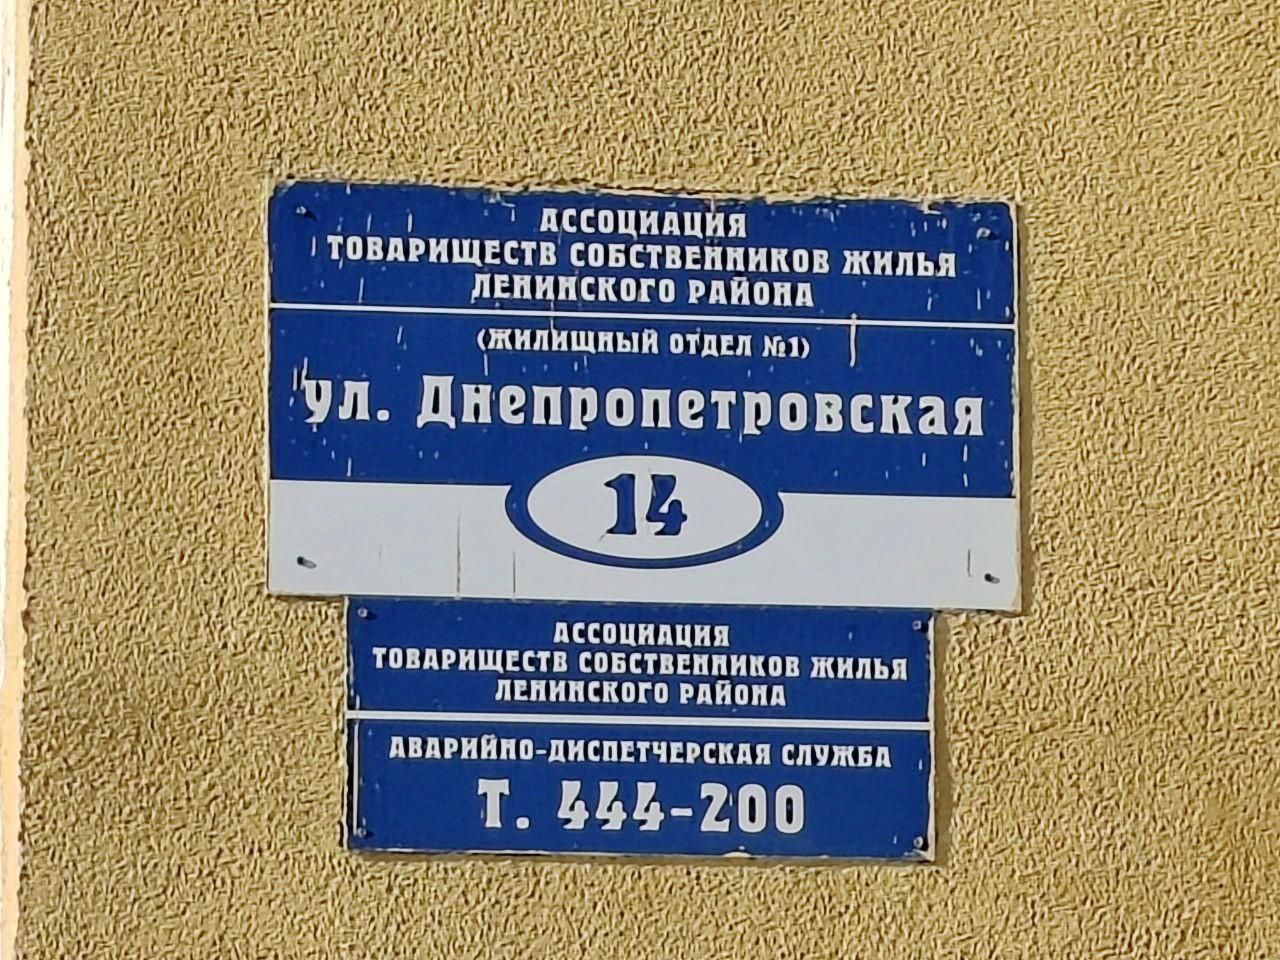 АССОЦИАЦИЯ
ТОВАРИЩЕСТВ СОБСТВЕННИКОВ ЖИЛЬЯ
ЛЕНИНСКОГО РАЙОНА
(ЖИЛИЩНЫЙ ОТДЕЛ №1)
ул. Днепропетровская
14
АССОЦИАЦИЯ
ТОВАРИЩЕСТВ СОБСТВЕННИКОВ ЖИЛЬЯ
ЛЕНИНСКОГО РАЙОНА
АВАРИЙНО-ДИСПЕТЧЕРСКАЯ СЛУЖБА
Т. 444-200